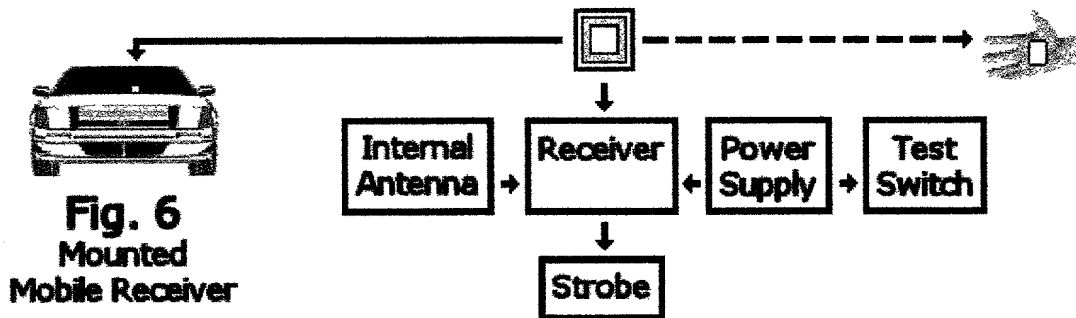 Internal
Antenna
Receiver
Power
Supply
Test
Switch
Strobe
Fig. 6
Mounted
Mobile Receiver